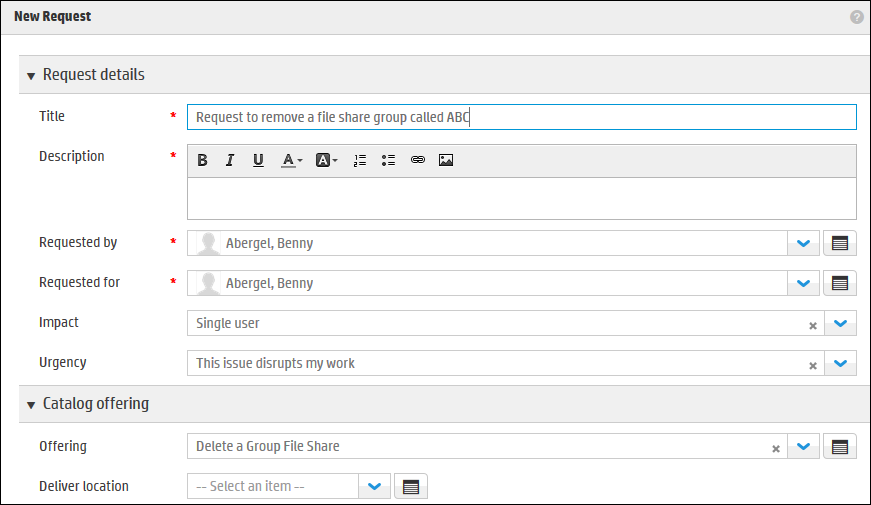 New Request
?
Request details
Title * Request to remove a file share group called ABC
Description *
B I U A A
Requested by * Abergel, Benny
Requested for * Abergel, Benny
Impact Single user
Urgency This issue disrupts my work
Catalog offering
Offering Delete a Group File Share
Deliver location -- Select an item --